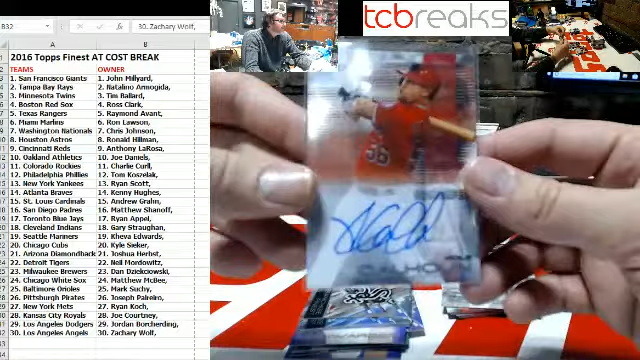 B32
30. Zachary Wolf,
A B
2016 Topps Finest AT COST BREAK
TEAMS OWNER
1. San Francisco Giants 1. John Millyard,
2. Tampa Bay Rays 2. Natalino Armogida,
3. Minnesota Twins 3. Tim Ballard,
4. Boston Red Sox 4. Ross Clark,
5. Texas Rangers 5. Raymond Avant,
6. Miami Marlins 6. Ron Lawson,
7. Washington Nationals 7. Chris Johnson,
8. Houston Astros 8. Ronald Hillman,
9. Cincinnati Reds 9. Anthony LaRosa,
10. Oakland Athletics 10. Joe Daniels,
11. Colorado Rockies 11. Charlie Curll,
12. Philadelphia Phillies 12. Tom Koszelak,
13. New York Yankees 13. Ryan Scott,
14. Atlanta Braves 14. Kenny Hughes,
15. St. Louis Cardinals 15. Andrew Grahn,
16. San Diego Padres 16. Matthew Shanoff,
17. Toronto Blue Jays 17. Ryan Appel,
18. Cleveland Indians 18. Gary Straughan,
19. Seattle Mariners 19. Kheva Edwards,
20. Chicago Cubs 20. Kyle Sieker,
21. Arizona Diamondback 21. Joshua Herbst,
22. Detroit Tigers 22. Neil Mordowitz,
23. Milwaukee Brewers 23. Dan Dziekciowski,
24. Chicago White Sox 24. Matthew McBee,
25. Baltimore Orioles 25. Mark Suchy,
26. Pittsburgh Pirates 26. Joseph Palreiro,
27. New York Mets 27. Ryan Koch,
28. Kansas City Royals 28. Joe Courtney,
29. Los Angeles Dodgers 29. Jordan Borcherding,
30. Los Angeles Angels 30. Zachary Wolf,
tcbreaks
56